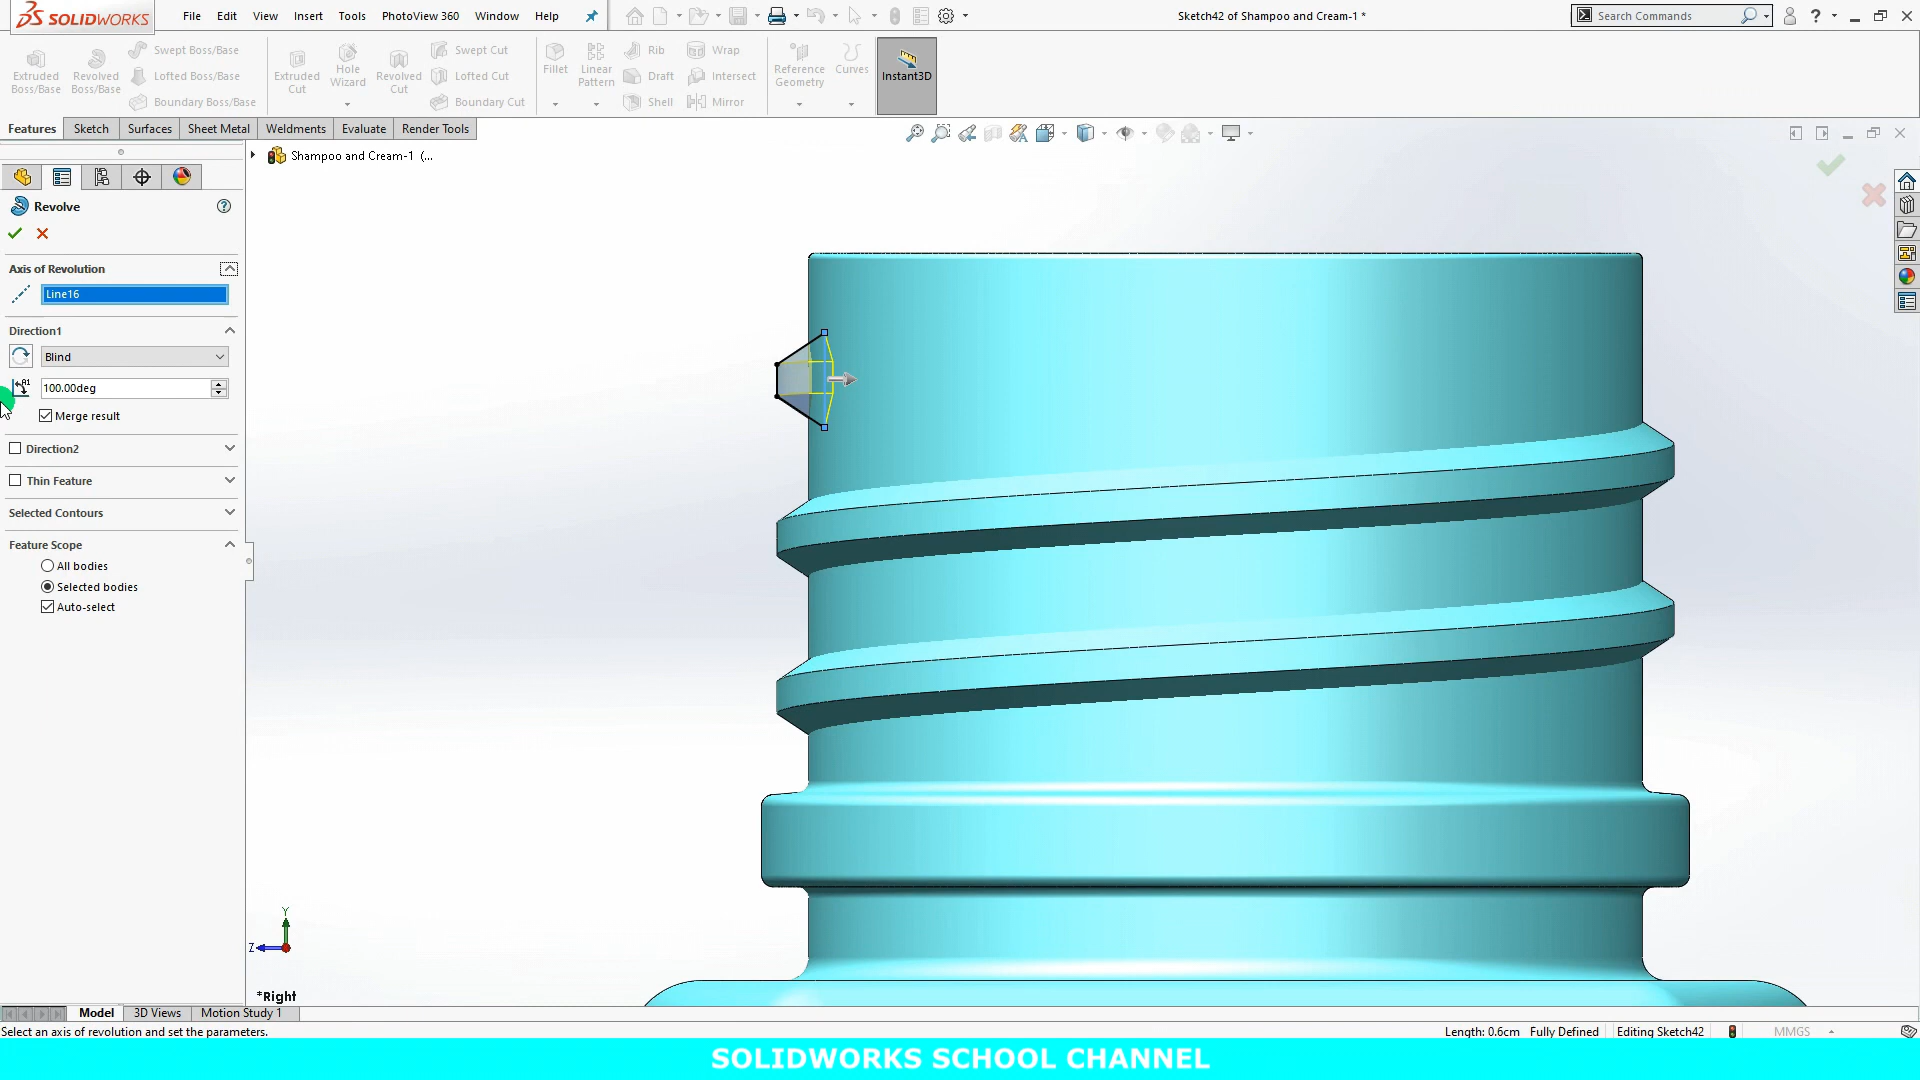 SOLIDWORKS File Edit View Insert Tools PhotoView 360 Window Help Sketch42 of Shampoo and Cream-1 * Search Commands
Extruded Boss/Base
Revolved Boss/Base
Swept Boss/Base
Lofted Boss/Base
Boundary Boss/Base
Extruded Cut
Hole Wizard
Revolved Cut
Swept Cut
Lofted Cut
Boundary Cut
Fillet
Linear Pattern
Rib
Draft
Shell
Wrap
Intersect
Mirror
Reference Geometry
Curves
Instant3D
Features Sketch Surfaces Sheet Metal Weldments Evaluate Render Tools
Shampoo and Cream-1 (...
Revolve
Axis of Revolution
Line16
Direction1
Blind
A1
100.00deg
Merge result
Direction2
Thin Feature
Selected Contours
Feature Scope
All bodies
Selected bodies
Auto-select
Y
Z
*Right
Model 3D Views Motion Study 1
Select an axis of revolution and set the parameters. Length: 0.6cm Fully Defined Editing Sketch42 MMGS
SOLIDWORKS SCHOOL CHANNEL